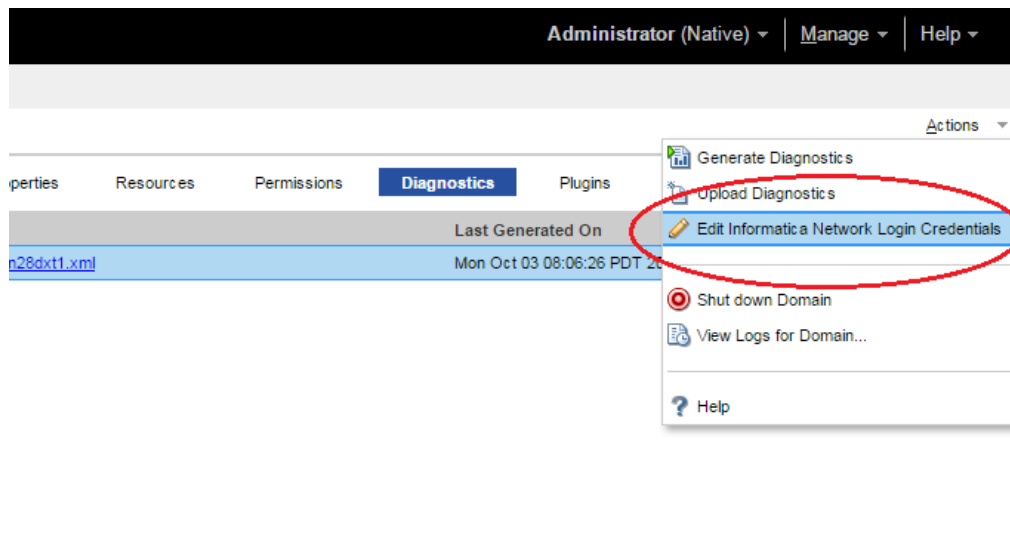 Administrator (Native) Manage Help
Actions
operties Resources Permissions Diagnostics Plugins
Generate Diagnostics
Upload Diagnostics
Last Generated On
Edit Informatica Network Login Credentials
n28dxt1.xml Mon Oct 03 08:06:26 PDT 20
Shut down Domain
View Logs for Domain...
Help